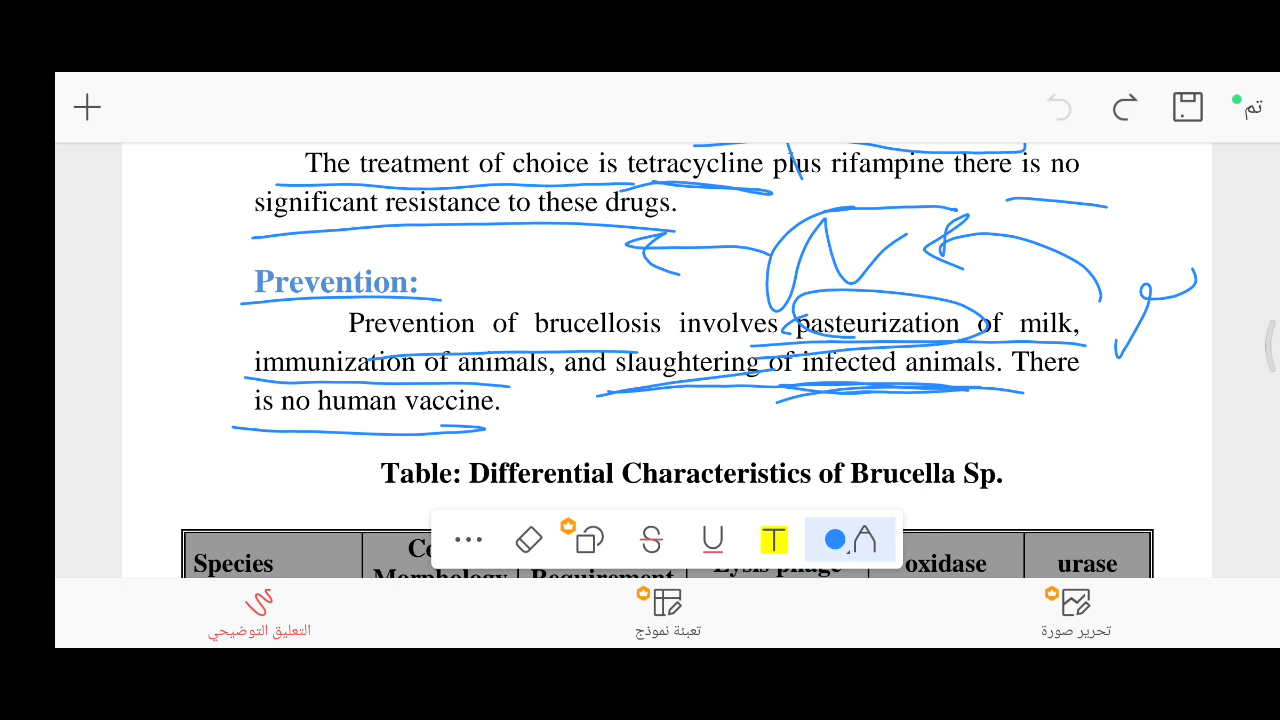 تم
The treatment of choice is tetracycline plus rifampine there is no
significant resistance to these drugs.
Prevention:
Prevention of brucellosis involves pasteurization of milk,
immunization of animals, and slaughtering of infected animals. There
is no human vaccine.
Table: Differential Characteristics of Brucella Sp.
Species oxidase urase
T
التعليق التوضيحي
تعبئة نموذج
تحرير صورة